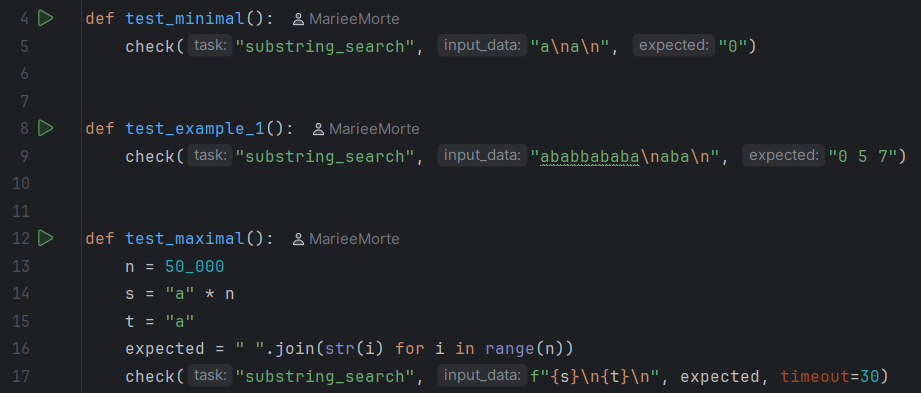 4 def test_minimal(): MarieeMorte
5 check( task: "substring_search", input_data: "a\na\n", expected: "0")
6
7
8 def test_example_1(): MarieeMorte
9 check( task: "substring_search", input_data: "ababbababa\naba\n", expected: "0 5 7")
10
11
12 def test_maximal(): MarieeMorte
13 n = 50_000
14 s = "a" * n
15 t = "a"
16 expected = " ".join(str(i) for i in range(n))
17 check( task: "substring_search", input_data: f"{s}\n{t}\n", expected, timeout=30)